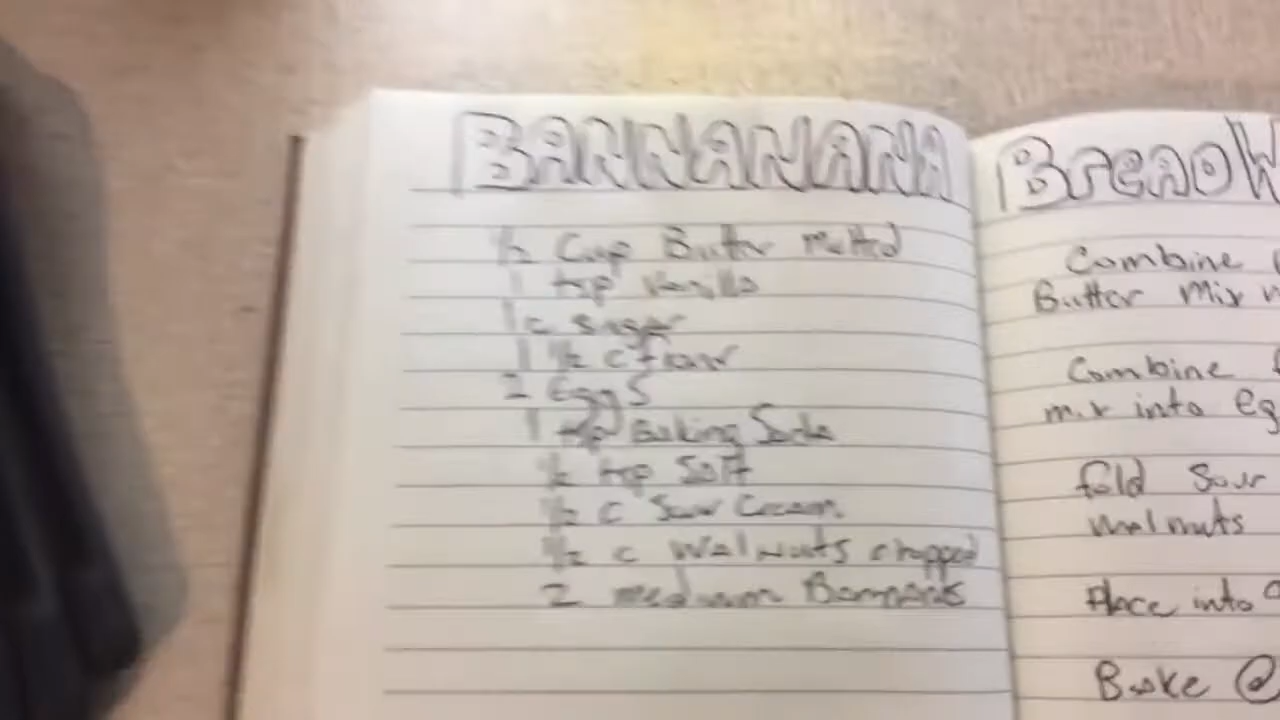 BANNANANA
1/2 Cup Butter melted
1 tsp Vanilla
1 c sugar
1 1/2 c flour
2 EggS
1 tsp Baking Soda
1/2 tsp Salt
1/2 c Sour Cream
1/2 c Walnuts chopped
2 medium Bannanas
Bread
Combine
Butter Mix
Combine
mix into eg
fold Sour
walnuts
Place into
Bake @